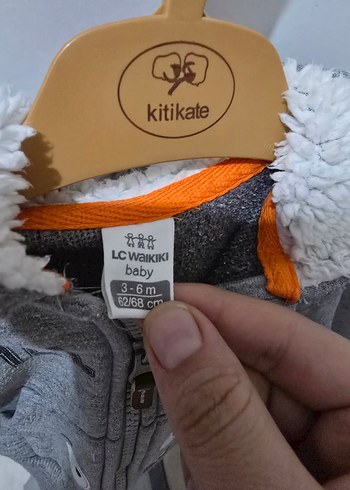 kitikate
LC WAIKIKI
baby
3 - 6 m
62/68 cm